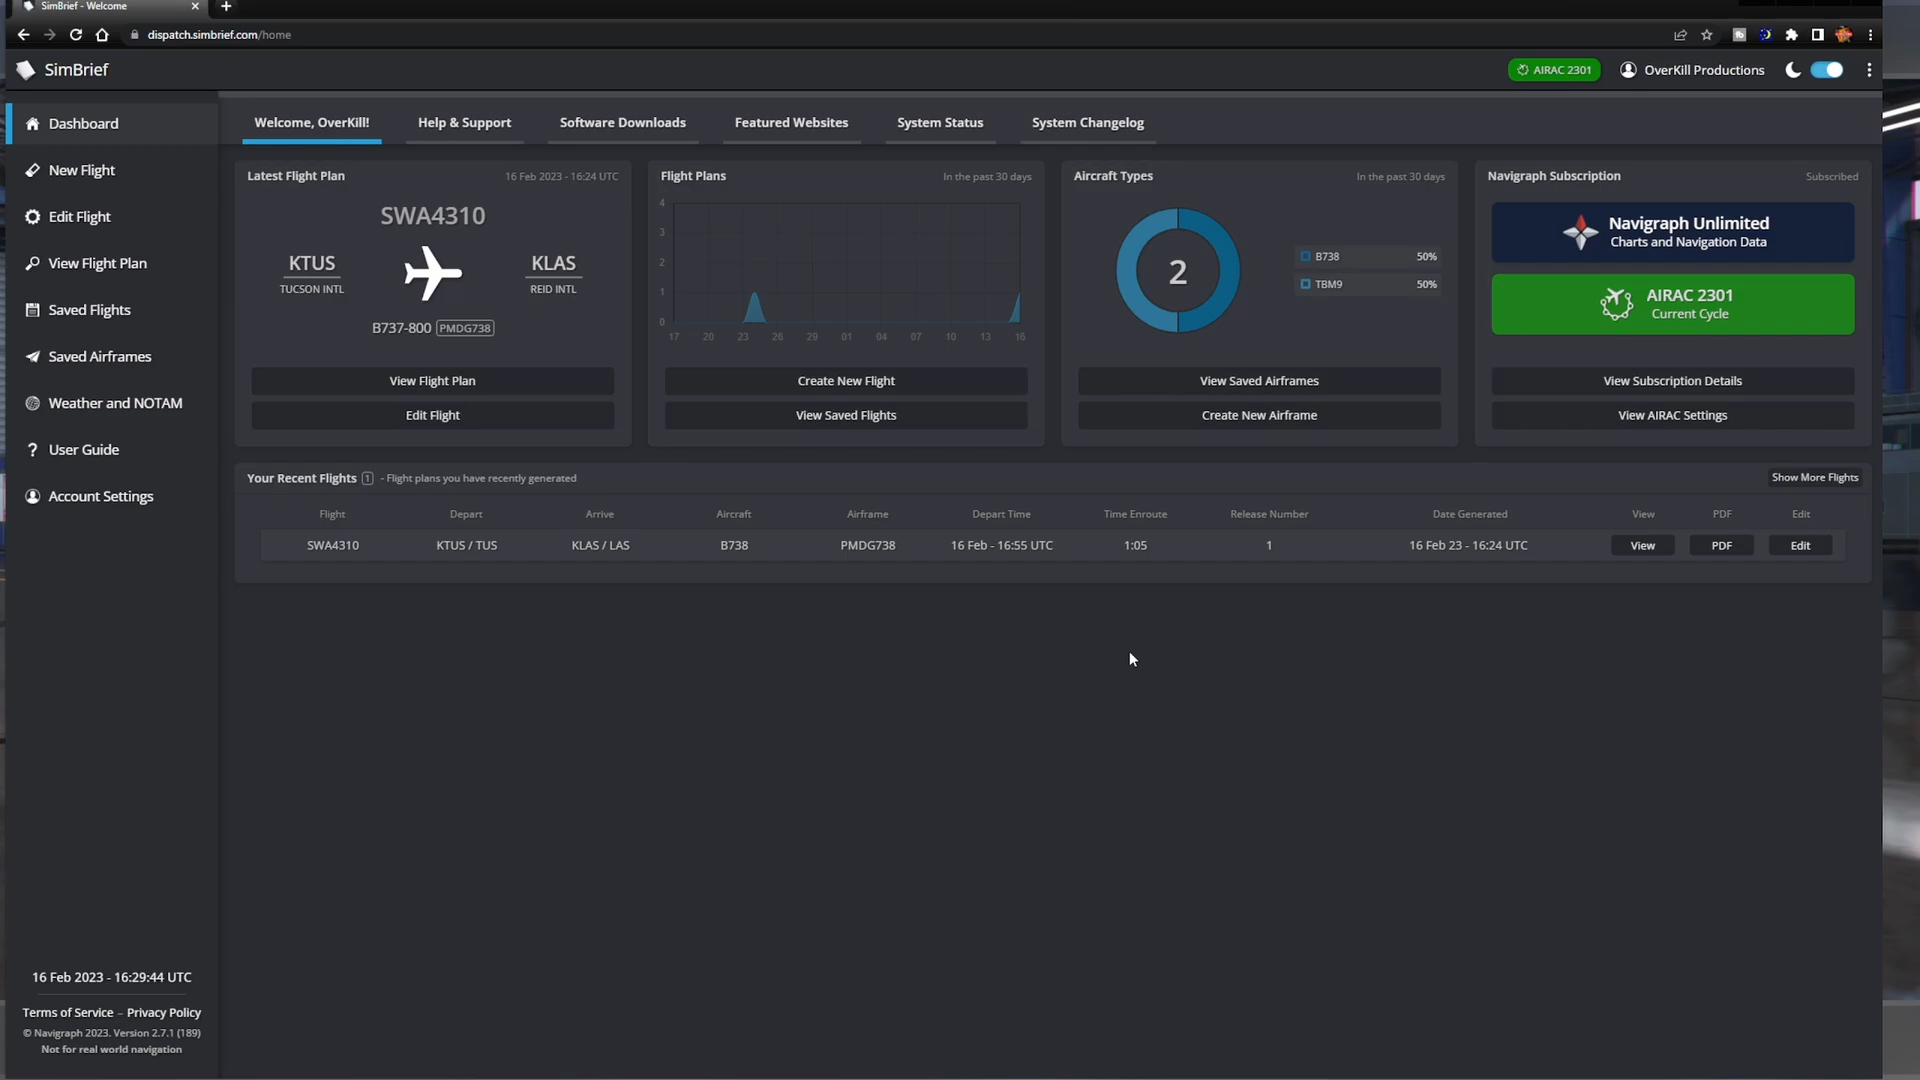 SimBrief - Welcome
dispatch.simbrief.com/home
SimBrief
AIRAC 2301
OverKill Productions
Dashboard
New Flight
Edit Flight
View Flight Plan
Saved Flights
Saved Airframes
Weather and NOTAM
User Guide
Account Settings
Welcome, OverKill!
Help & Support
Software Downloads
Featured Websites
System Status
System Changelog
Latest Flight Plan
16 Feb 2023 - 16:24 UTC
SWA4310
KTUS
TUCSON INTL
KLAS
REID INTL
B737-800 PMDG738
View Flight Plan
Edit Flight
Flight Plans
In the past 30 days
4
3
2
1
0
17 20 23 26 29 01 04 07 10 13 16
Create New Flight
View Saved Flights
Aircraft Types
In the past 30 days
2
B738 50%
TBM9 50%
View Saved Airframes
Create New Airframe
Navigraph Subscription
Subscribed
Navigraph Unlimited
Charts and Navigation Data
AIRAC 2301
Current Cycle
View Subscription Details
View AIRAC Settings
Your Recent Flights 1 - Flight plans you have recently generated
Show More Flights
Flight Depart Arrive Aircraft Airframe Depart Time Time Enroute Release Number Date Generated View PDF Edit
SWA4310 KTUS / TUS KLAS / LAS B738 PMDG738 16 Feb - 16:55 UTC 1:05 1 16 Feb 23 - 16:24 UTC View PDF Edit
16 Feb 2023 - 16:29:44 UTC
Terms of Service – Privacy Policy
© Navigraph 2023. Version 2.7.1 (189)
Not for real world navigation